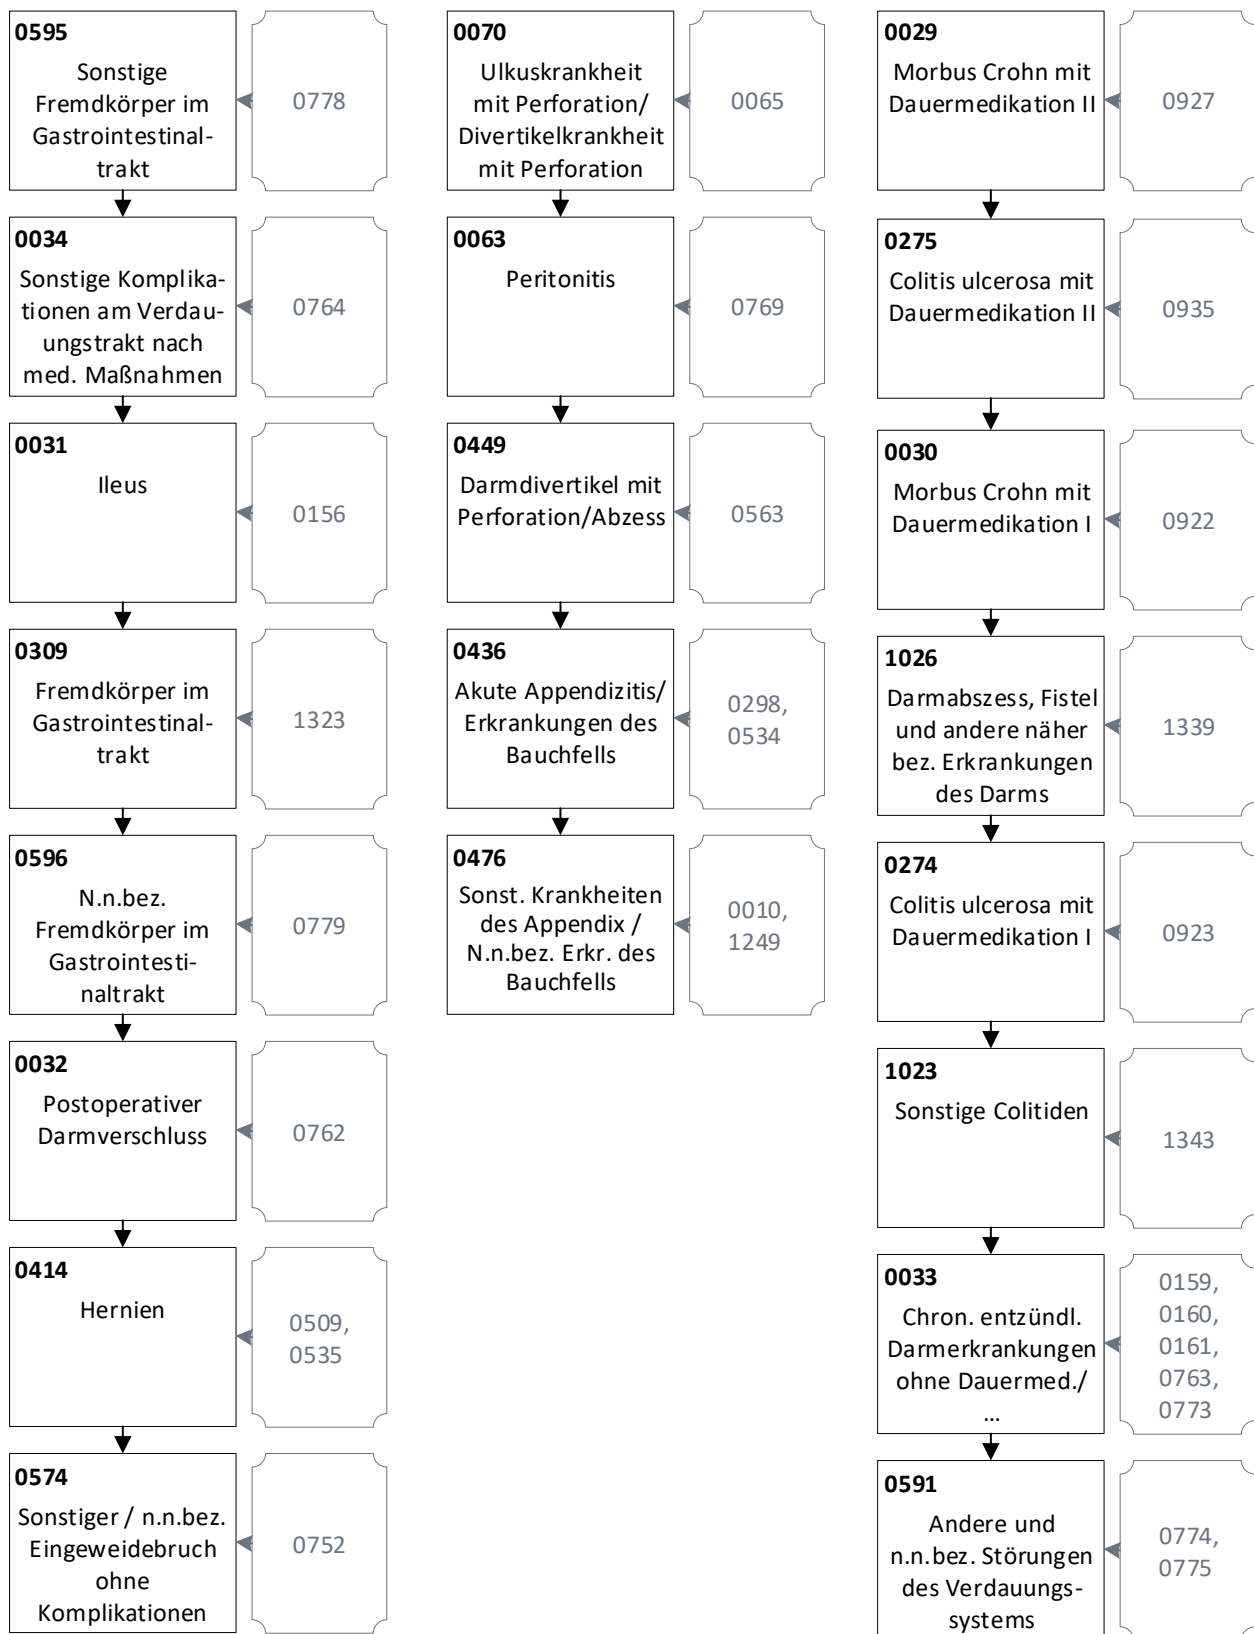 0595
Sonstige
Fremdkörper im
Gastrointestinal-
trakt
0778
0034
Sonstige Komplika-
tionen am Verdau-
ungstrakt nach
med. Maßnahmen
0764
0031
Ileus
0156
0309
Fremdkörper im
Gastrointestinal-
trakt
1323
0596
N.n.bez.
Fremdkörper im
Gastrointesti-
naltrakt
0779
0032
Postoperativer
Darmverschluss
0762
0414
Hernien
0509,
0535
0574
Sonstiger / n.n.bez.
Eingeweidebruch
ohne
Komplikationen
0752
0070
Ulkuskrankheit
mit Perforation/
Divertikelkrankheit
mit Perforation
0065
0063
Peritonitis
0769
0449
Darmdivertikel mit
Perforation/Abzess
0563
0436
Akute Appendizitis/
Erkrankungen des
Bauchfells
0298,
0534
0476
Sonst. Krankheiten
des Appendix /
N.n.bez. Erkr. des
Bauchfells
0010,
1249
0029
Morbus Crohn mit
Dauermedikation II
0927
0275
Colitis ulcerosa mit
Dauermedikation II
0935
0030
Morbus Crohn mit
Dauermedikation I
0922
1026
Darmabszess, Fistel
und andere näher
bez. Erkrankungen
des Darms
1339
0274
Colitis ulcerosa mit
Dauermedikation I
0923
1023
Sonstige Colitiden
1343
0033
Chron. entzündl.
Darmerkrankungen
ohne Dauermed./
...
0159,
0160,
0161,
0763,
0773
0591
Andere und
n.n.bez. Störungen
des Verdauungs-
systems
0774,
0775